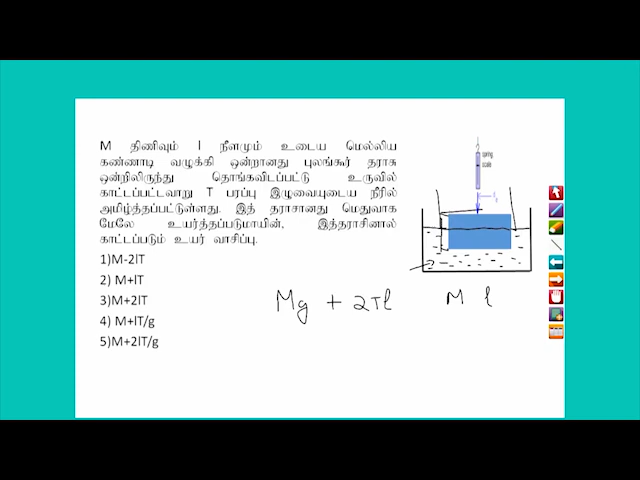 M திணிவும் l நீளமும் உடைய மெல்லிய
கண்ணாடி வழுக்கி ஒன்றானது புலங்கூர் தராசு
ஒன்றிலிருந்து தொங்கவிடப்பட்டு உருவில்
காட்டப்பட்டவாறு T பரப்பு இழுவையுடைய நீரில்
அமிழ்த்தப்பட்டுள்ளது. இத் தராசானது மெதுவாக
மேலே உயர்த்தப்படுமாயின், இத்தராசினால்
காட்டப்படும் உயர் வாசிப்பு.
1)M-2lT
2) M+lT
3)M+2lT
4) M+lT/g
5)M+2lT/g
spring
scale
Mg + 2Tl
M l